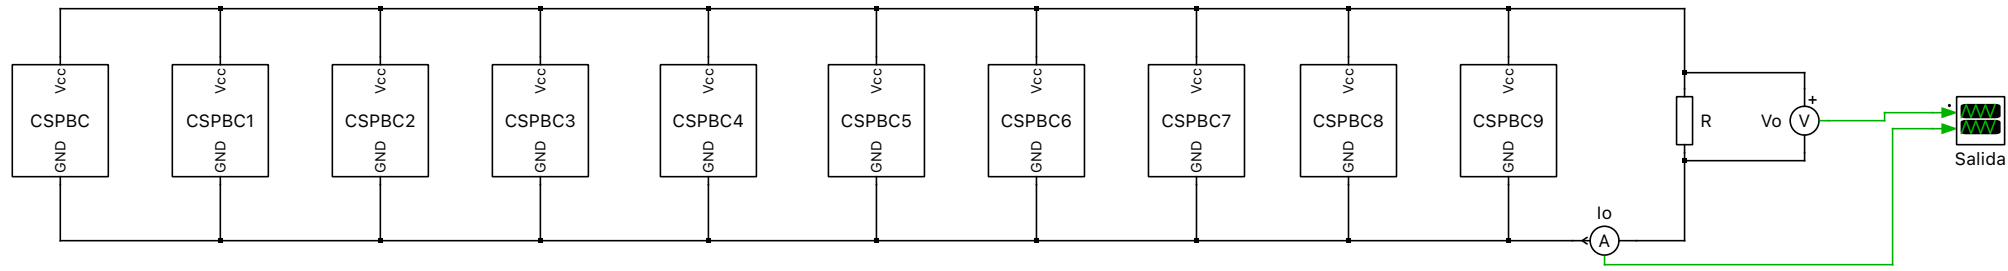 Vcc Vcc Vcc Vcc Vcc Vcc Vcc Vcc Vcc Vcc
CSPBC CSPBC1 CSPBC2 CSPBC3 CSPBC4 CSPBC5 CSPBC6 CSPBC7 CSPBC8 CSPBC9 R Vo + V
GND GND GND GND GND GND GND GND GND GND
Salida
Io
A